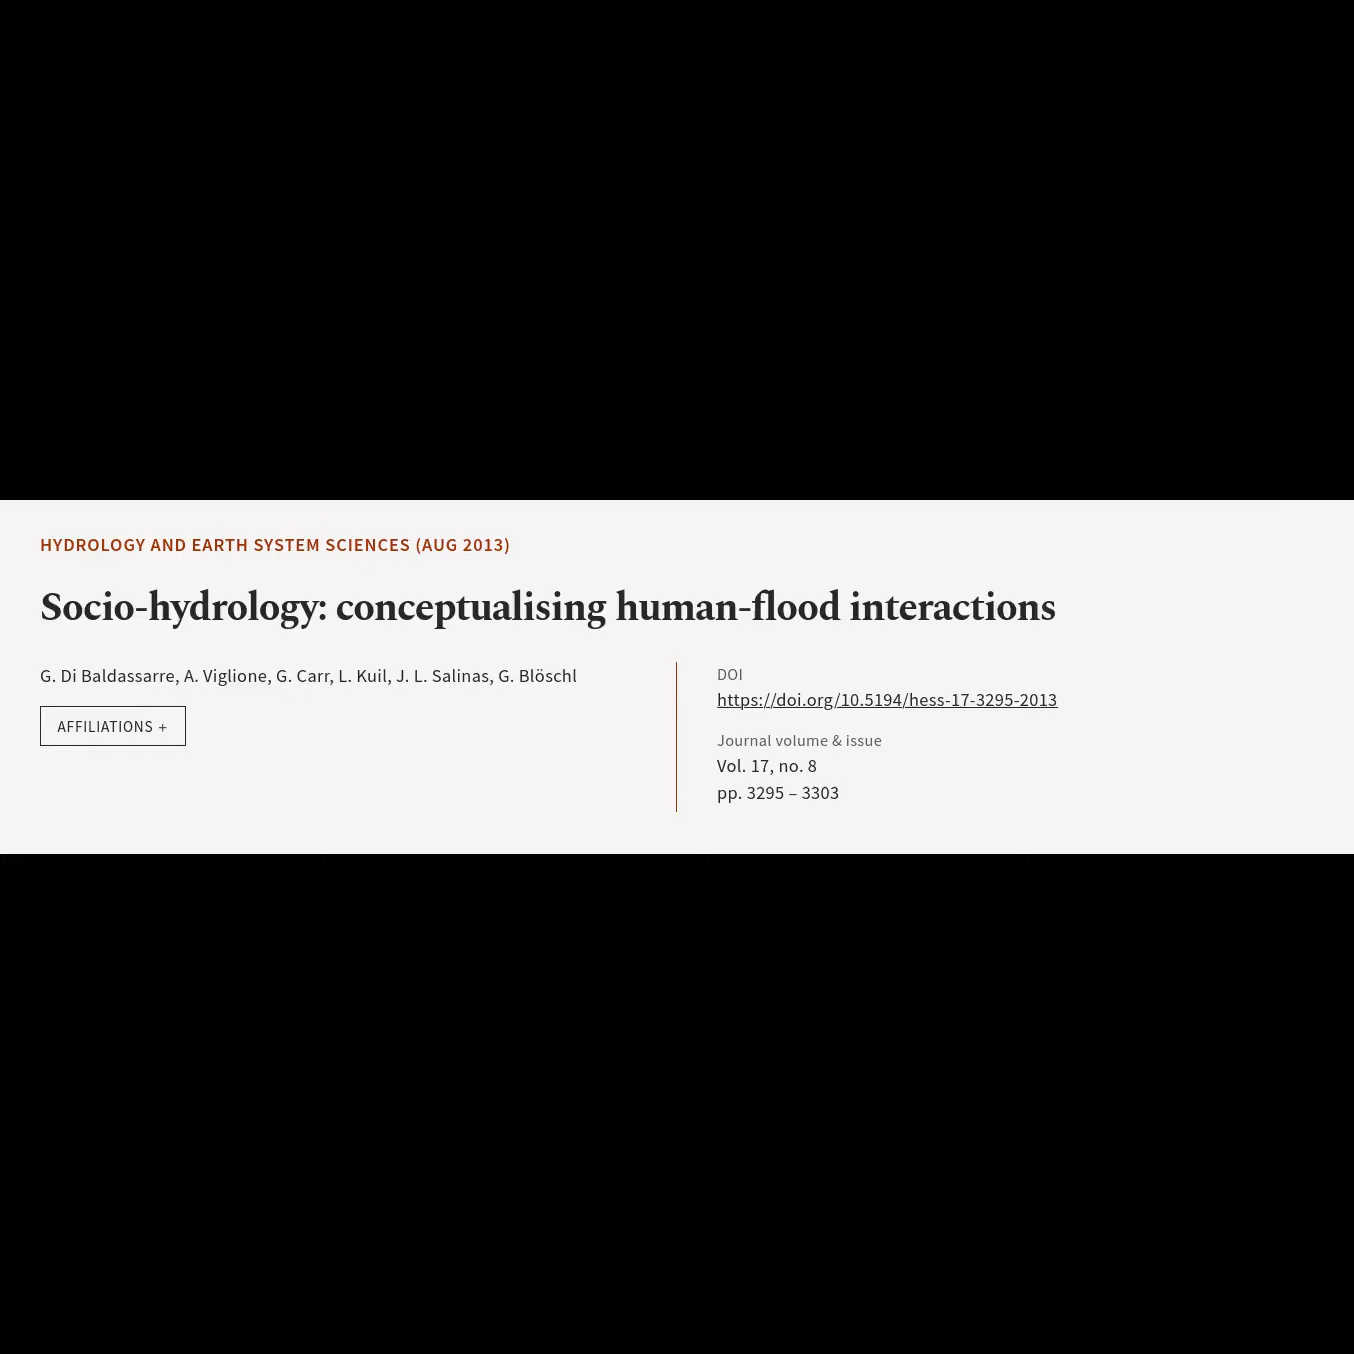 HYDROLOGY AND EARTH SYSTEM SCIENCES (AUG 2013)
Socio-hydrology: conceptualising human-flood interactions
G. Di Baldassarre, A. Viglione, G. Carr, L. Kuil, J. L. Salinas, G. Blöschl
AFFILIATIONS +
DOI
https://doi.org/10.5194/hess-17-3295-2013
Journal volume & issue
Vol. 17, no. 8
pp. 3295 – 3303